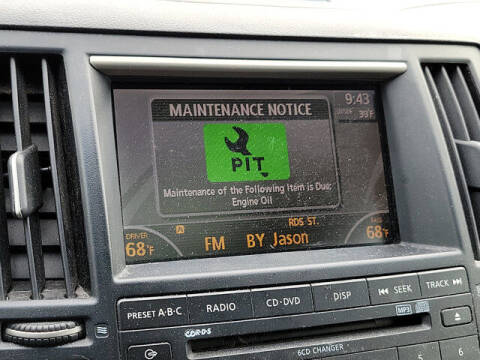 MAINTENANCE NOTICE
9:43
39°F
PIT
Maintenance of the Following Item is Due:
Engine Oil
RDS ST.
DRIVER
A
68°F
FM BY Jason
68°F
PRESET A·B·C
RADIO
CD·DVD
DISP
SEEK
TRACK
MP3
6CD CHANGER